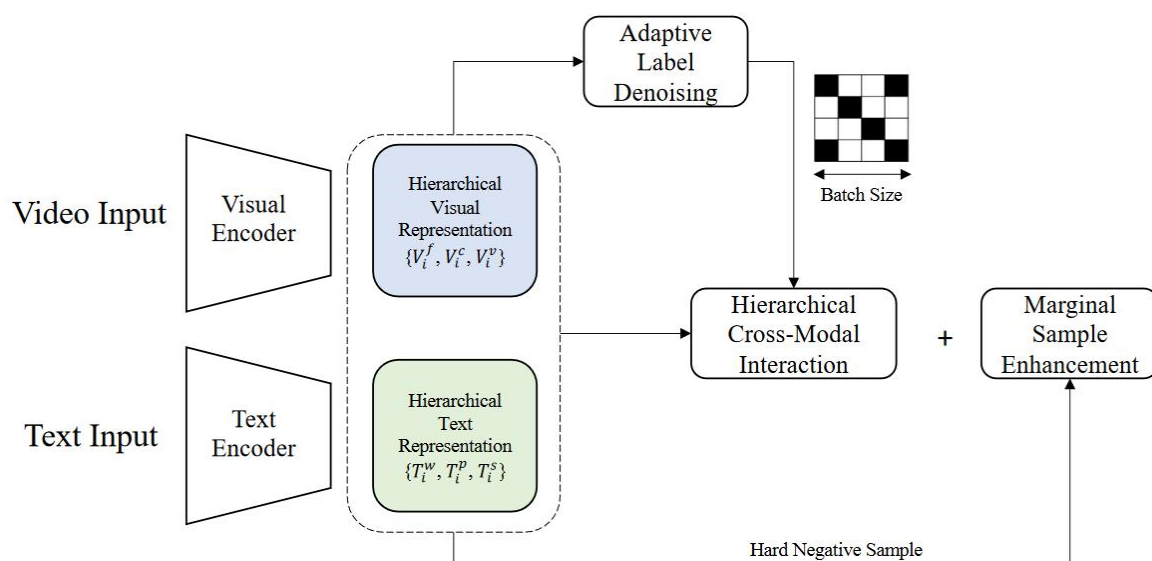 Adaptive
Label
Denoising
Batch Size
Video Input
Visual
Encoder
Hierarchical
Visual
Representation
{V_i^f, V_i^c, V_i^v}
Hierarchical
Cross-Modal
Interaction
+
Marginal
Sample
Enhancement
Text Input
Text
Encoder
Hierarchical
Text
Representation
{T_i^w, T_i^p, T_i^s}
Hard Negative Sample